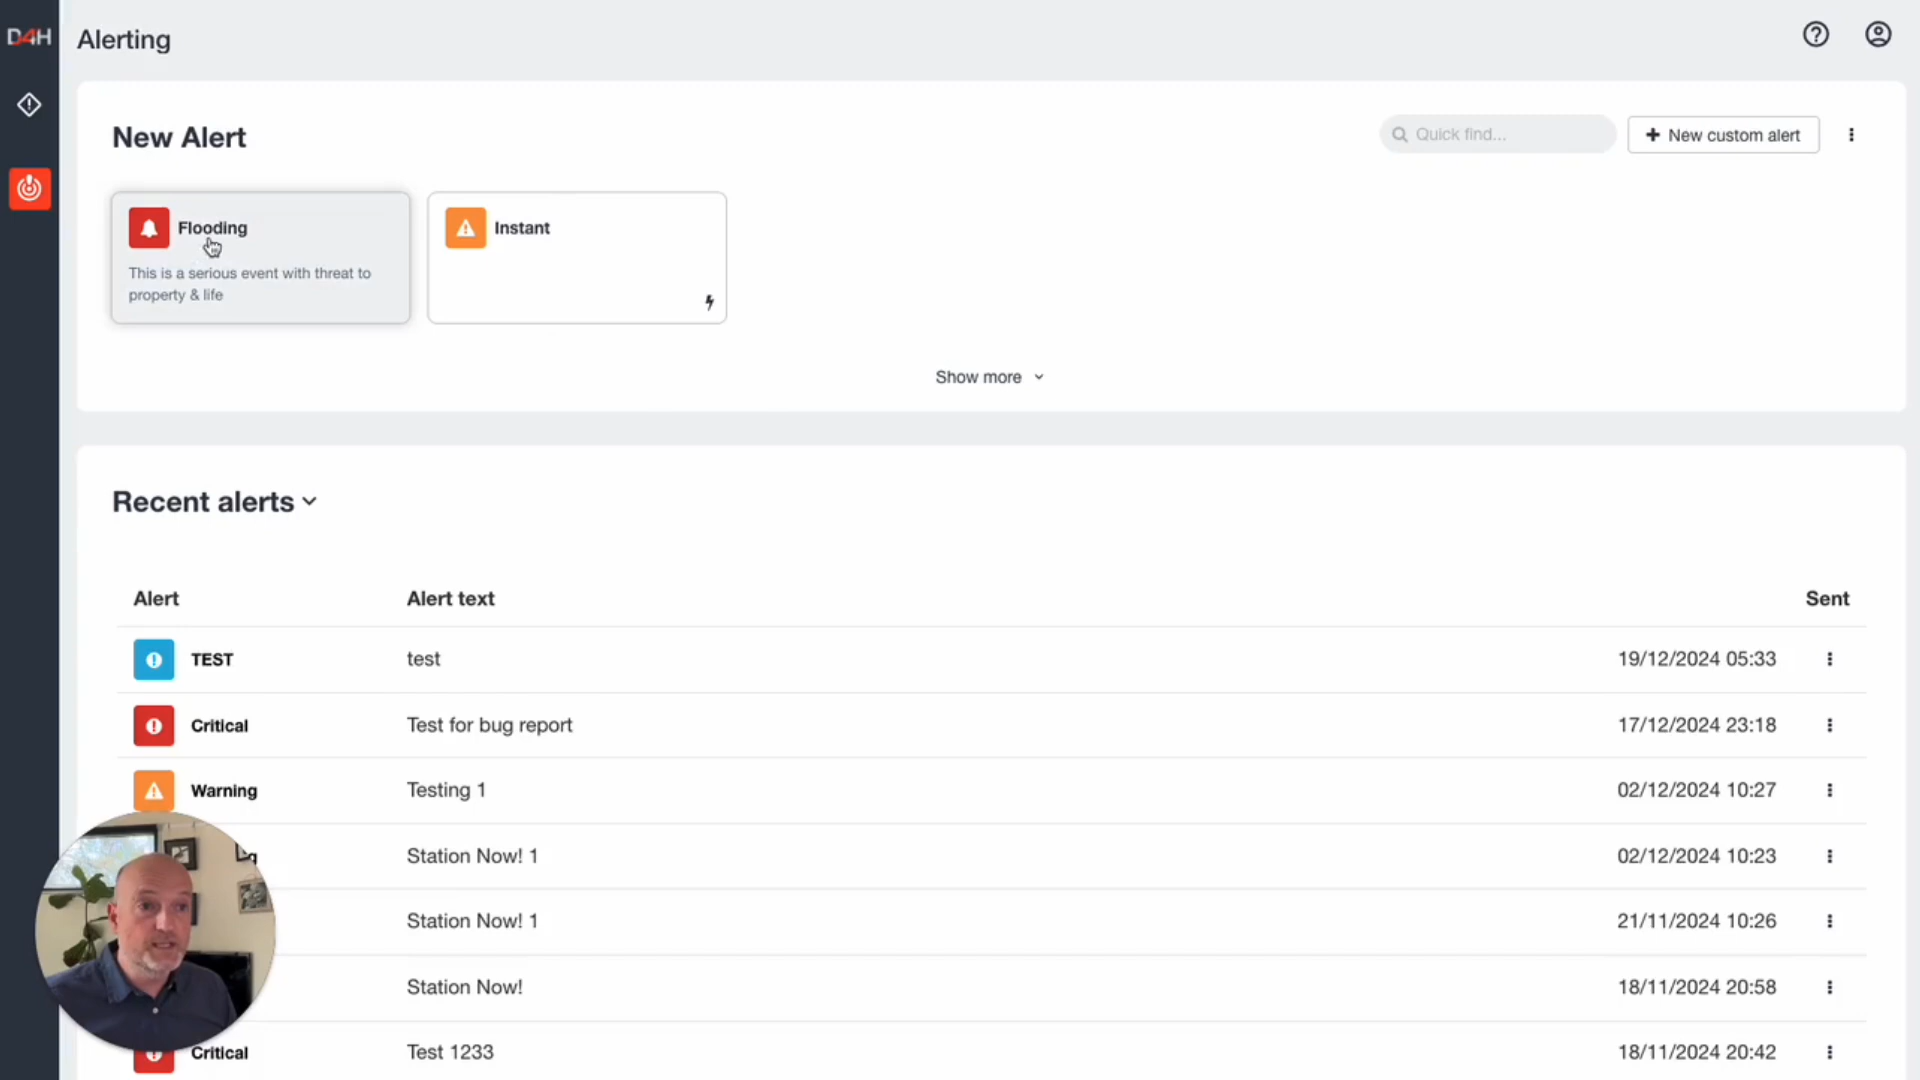 D4H
Alerting
New Alert
Quick find...
+ New custom alert
Flooding
This is a serious event with threat to
property & life
Instant
Show more
Recent alerts
Alert Alert text Sent
TEST test 19/12/2024 05:33
Critical Test for bug report 17/12/2024 23:18
Warning Testing 1 02/12/2024 10:27
Station Now! 1 02/12/2024 10:23
Station Now! 1 21/11/2024 10:26
Station Now! 18/11/2024 20:58
Critical Test 1233 18/11/2024 20:42